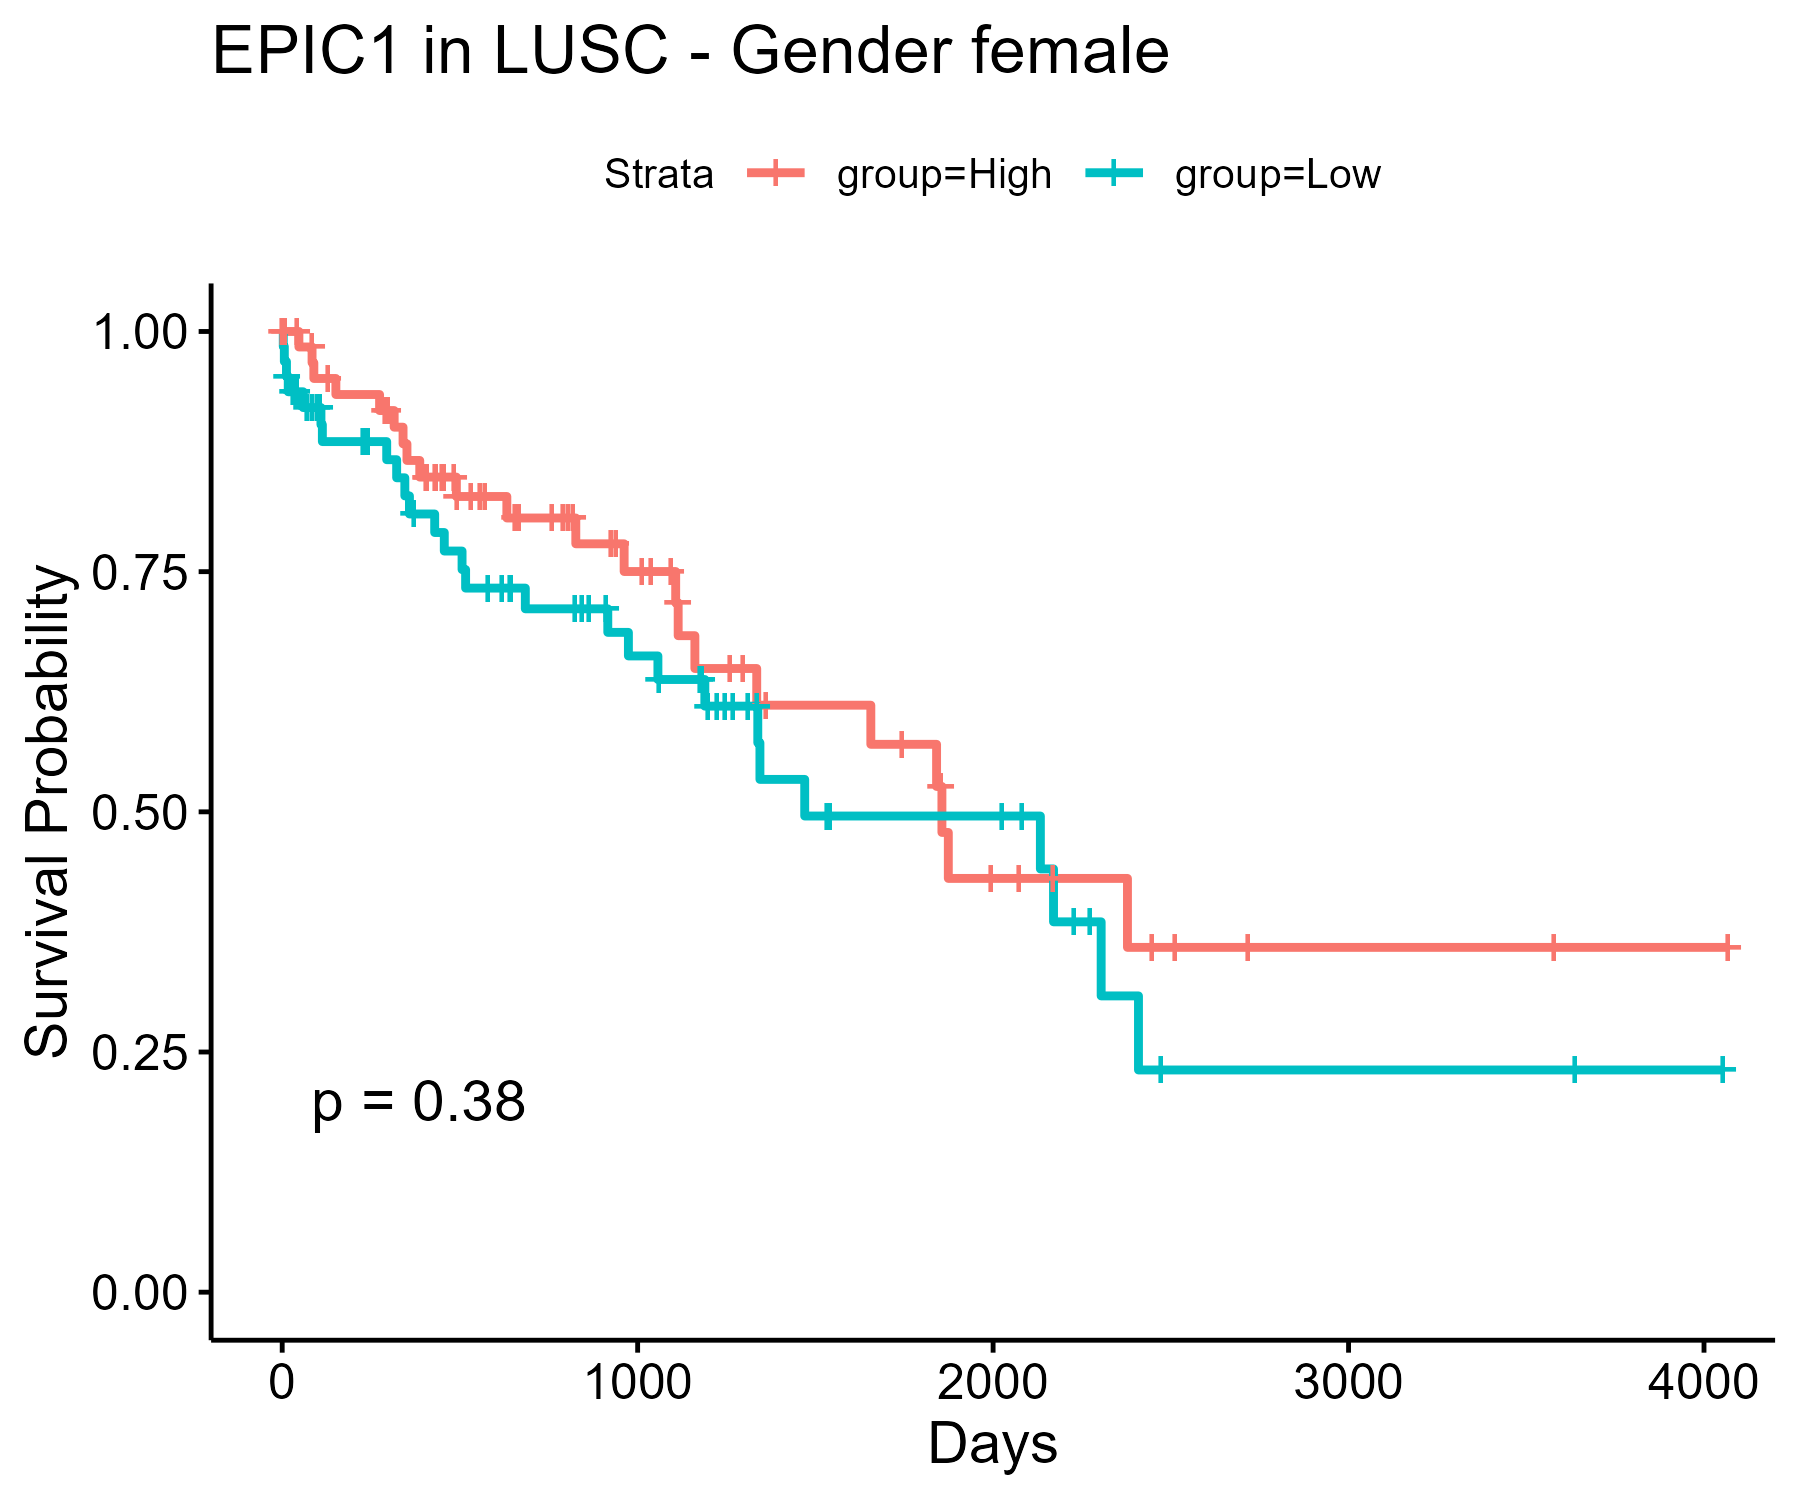 EPIC1 in LUSC - Gender female
Strata group=High group=Low
Survival Probability
1.00
0.75
0.50
0.25
0.00
p = 0.38
0 1000 2000 3000 4000
Days